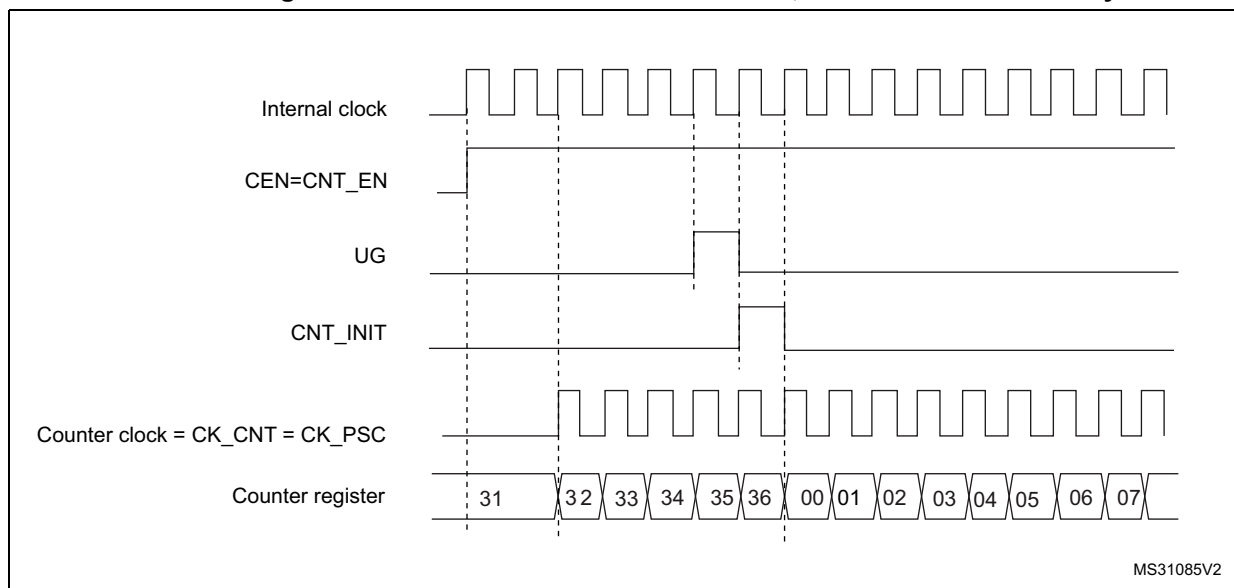 Internal clock
CEN=CNT_EN
UG
CNT_INIT
Counter clock = CK_CNT = CK_PSC
Counter register 31 32 33 34 35 36 00 01 02 03 04 05 06 07
MS31085V2